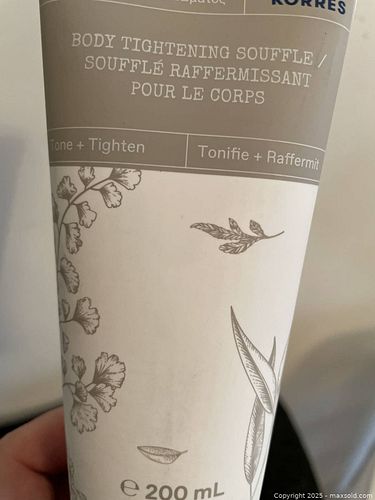 KORRES
BODY TIGHTENING SOUFFLE /
SOUFFLÉ RAFFERMISSANT
POUR LE CORPS
Tone + Tighten
Tonifie + Raffermit
℮ 200 mL
Copyright 2025 - maxsold.com